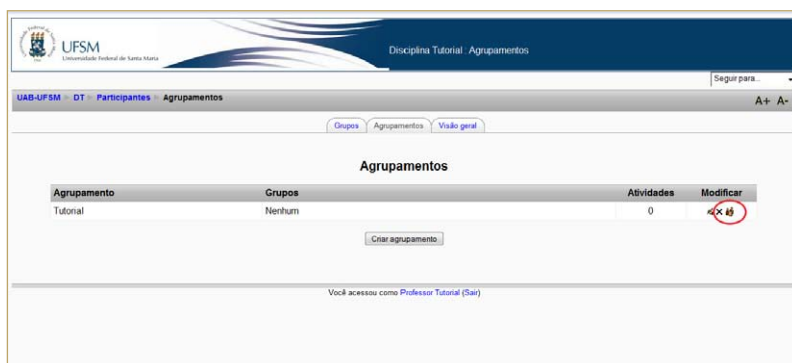 UFSM
Universidade Federal de Santa Maria
Disciplina Tutorial : Agrupamentos
Seguir para...
UAB-UFSM DT Participantes Agrupamentos
A+ A-
Grupos Agrupamentos Visão geral
Agrupamentos
Agrupamento Grupos Atividades Modificar
Tutorial Nenhum 0
Criar agrupamento
Você acessou como Professor Tutorial (Sair)